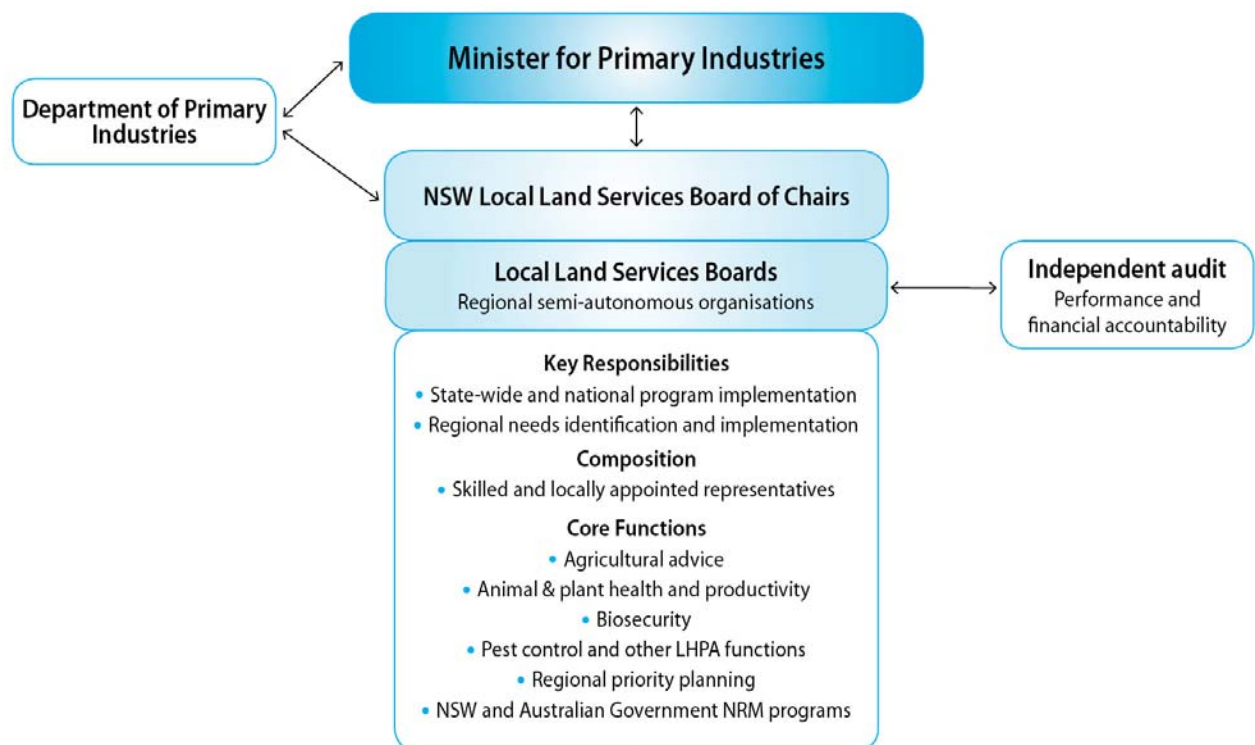 Minister for Primary Industries
Department of Primary
Industries
NSW Local Land Services Board of Chairs
Local Land Services Boards
Regional semi-autonomous organisations
Independent audit
Performance and
financial accountability
Key Responsibilities
• State-wide and national program implementation
• Regional needs identification and implementation
Composition
• Skilled and locally appointed representatives
Core Functions
• Agricultural advice
• Animal & plant health and productivity
• Biosecurity
• Pest control and other LHPA functions
• Regional priority planning
• NSW and Australian Government NRM programs